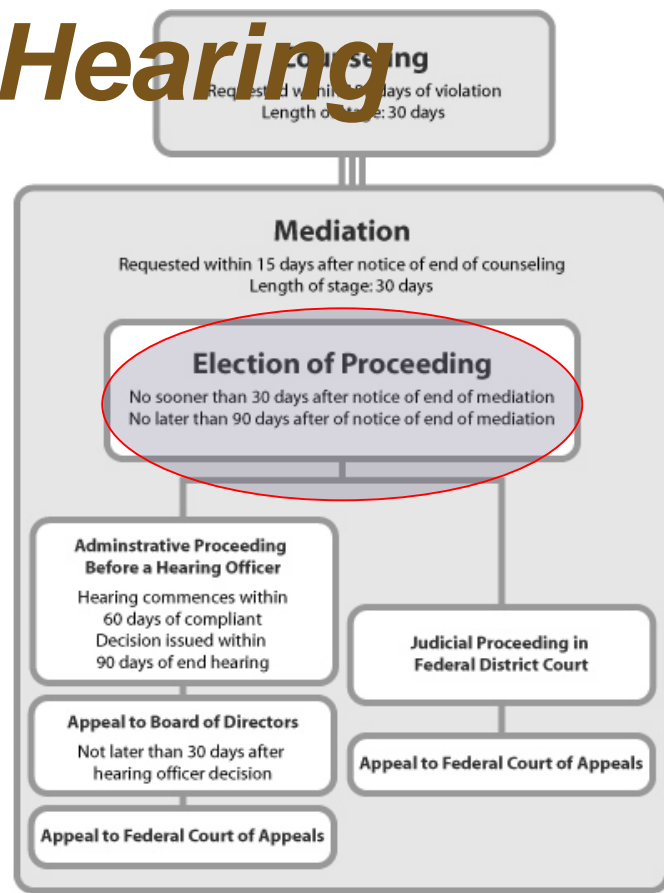 Hearing
Counseling
Requested within days of violation
Length of stage: 30 days
Mediation
Requested within 15 days after notice of end of counseling
Length of stage: 30 days
Election of Proceeding
No sooner than 30 days after notice of end of mediation
No later than 90 days after of notice of end of mediation
Adminstrative Proceeding
Before a Hearing Officer
Hearing commences within
60 days of compliant
Decision issued within
90 days of end hearing
Judicial Proceeding in
Federal District Court
Appeal to Board of Directors
Not later than 30 days after
hearing officer decision
Appeal to Federal Court of Appeals
Appeal to Federal Court of Appeals